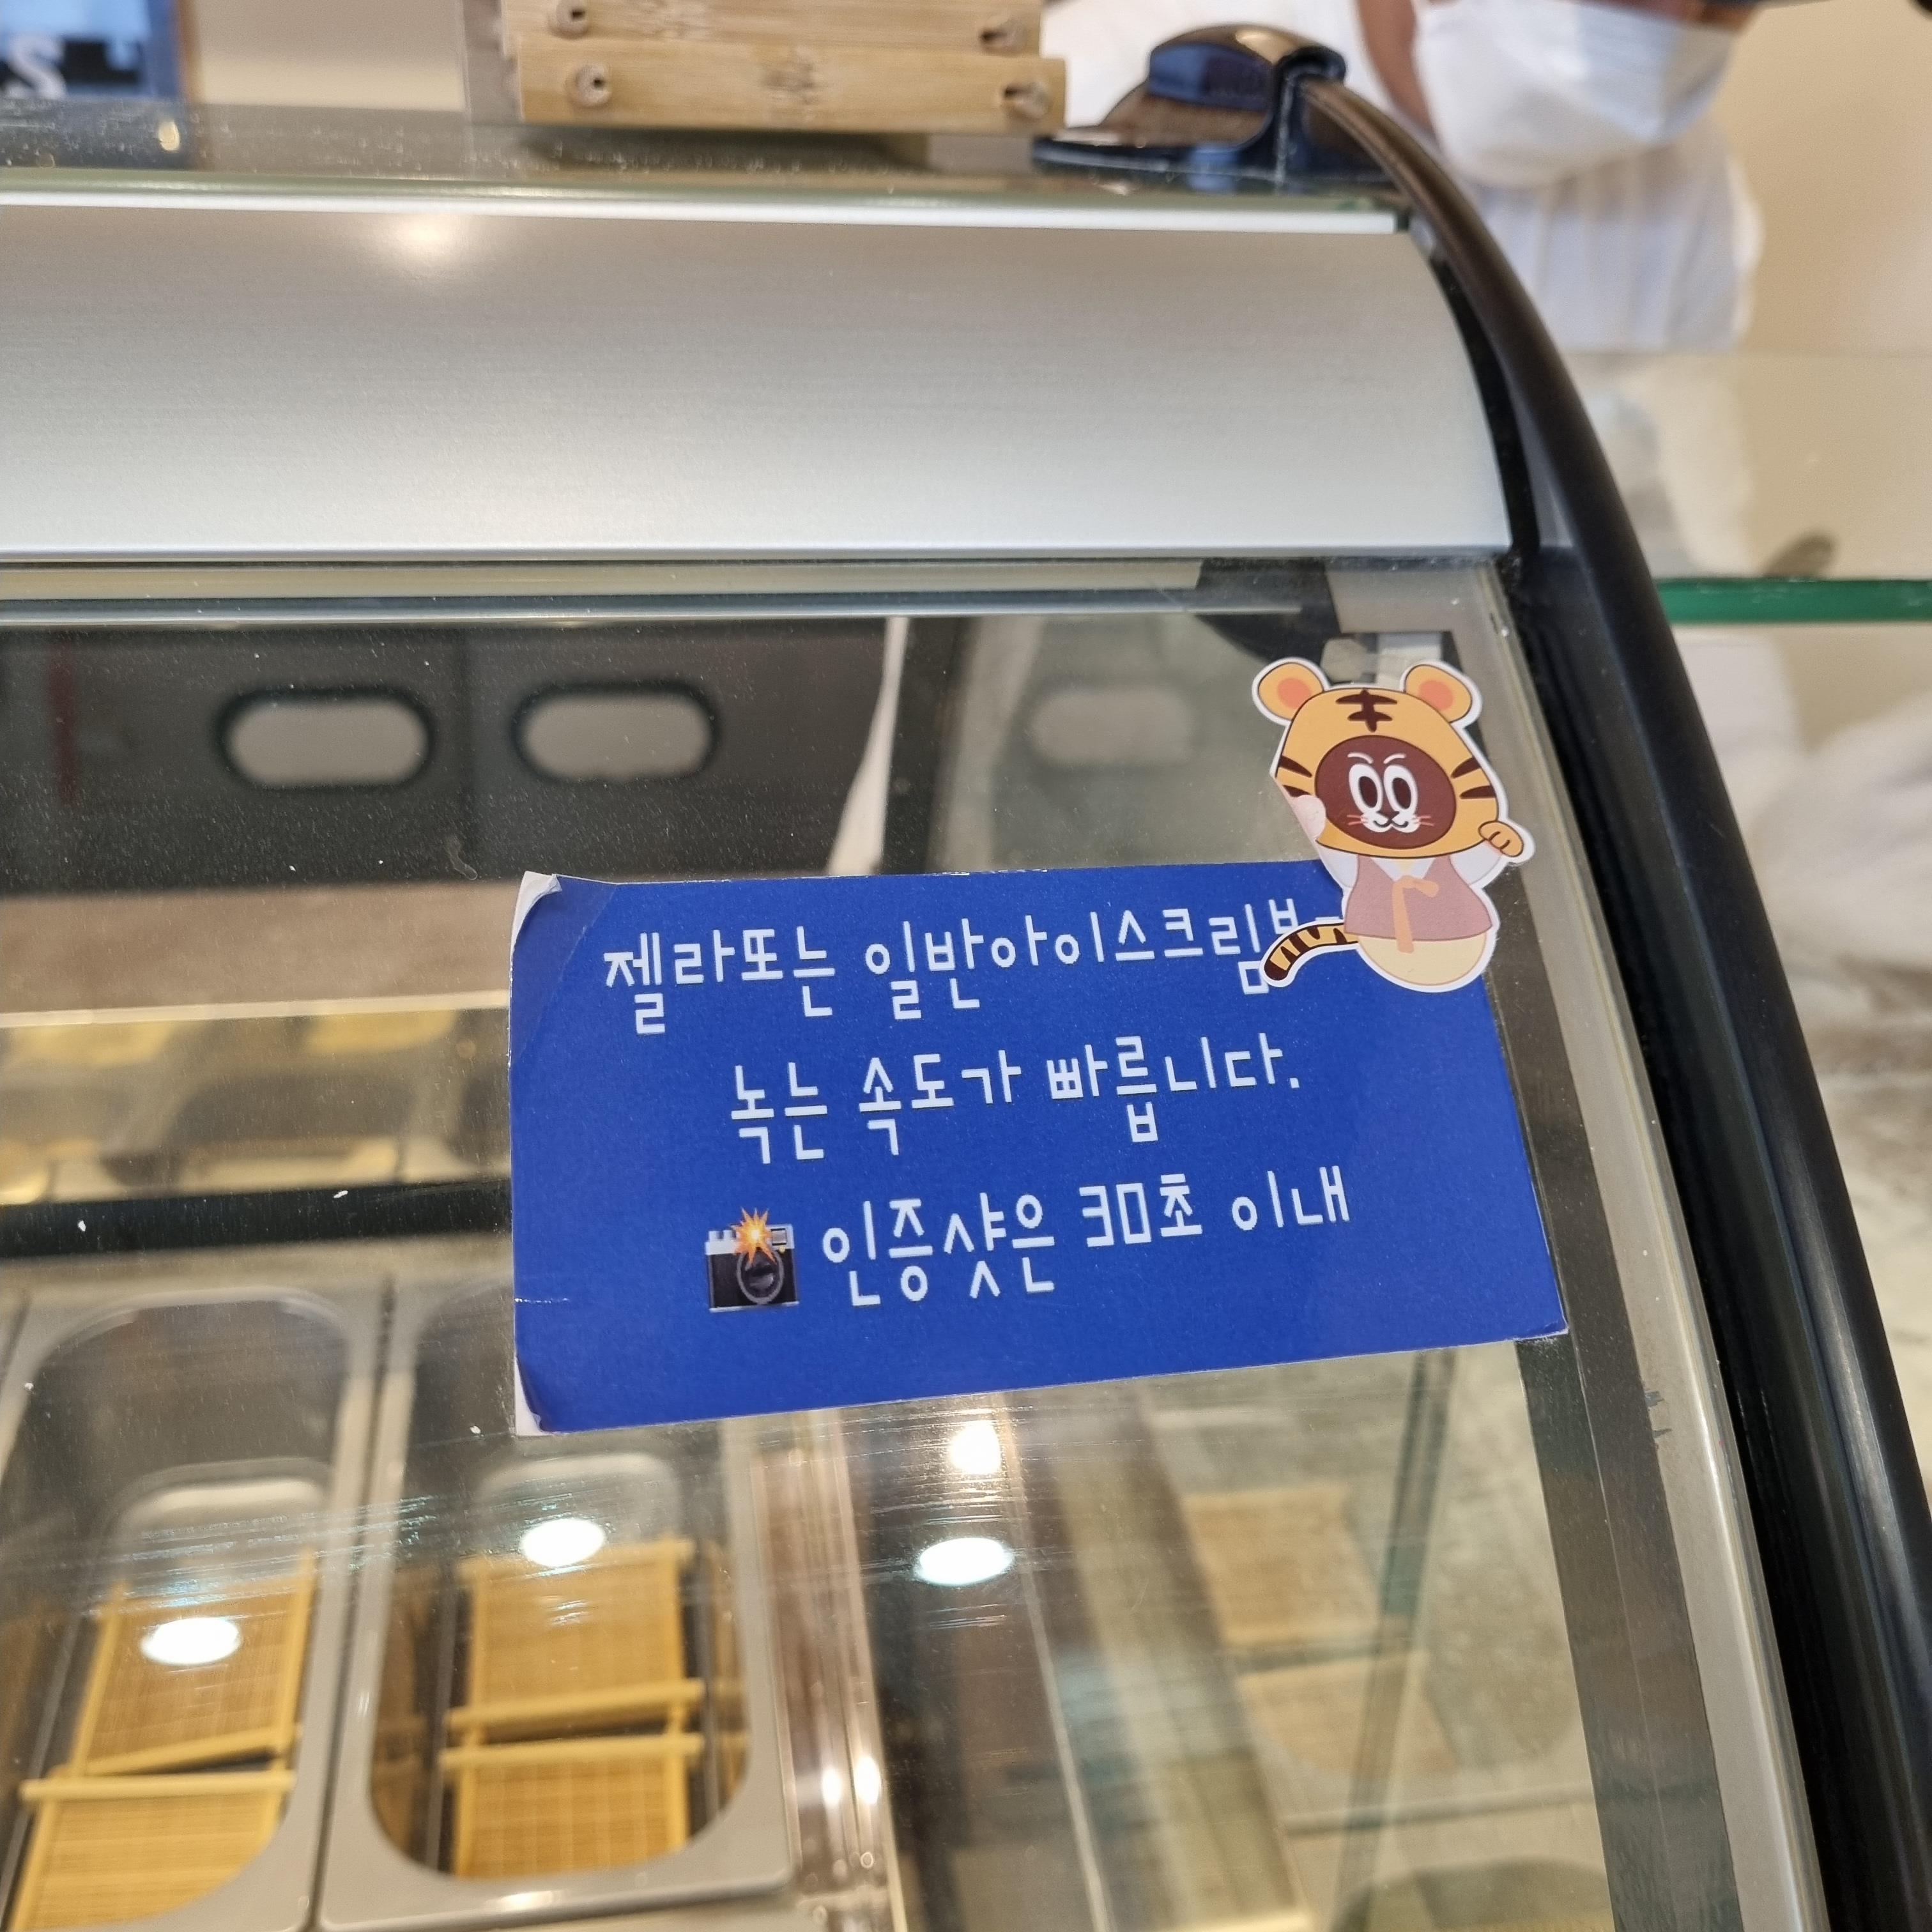 S
젤라또는 일반아이스크림보다
녹는 속도가 빠릅니다.
인증샷은 30초 이내